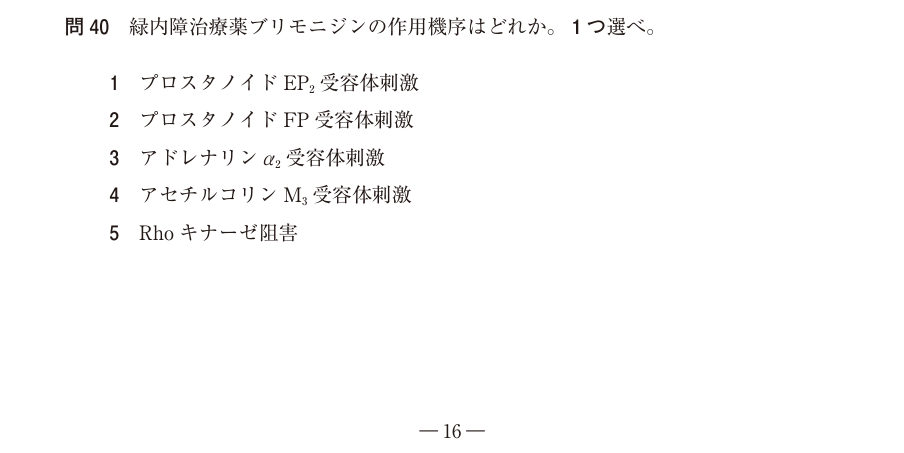 問 40 緑内障治療薬ブリモニジンの作用機序はどれか。1つ選べ。
1 プロスタノイド EP₂ 受容体刺激
2 プロスタノイド FP 受容体刺激
3 アドレナリン α₂ 受容体刺激
4 アセチルコリン M₃ 受容体刺激
5 Rho キナーゼ阻害
— 16 —